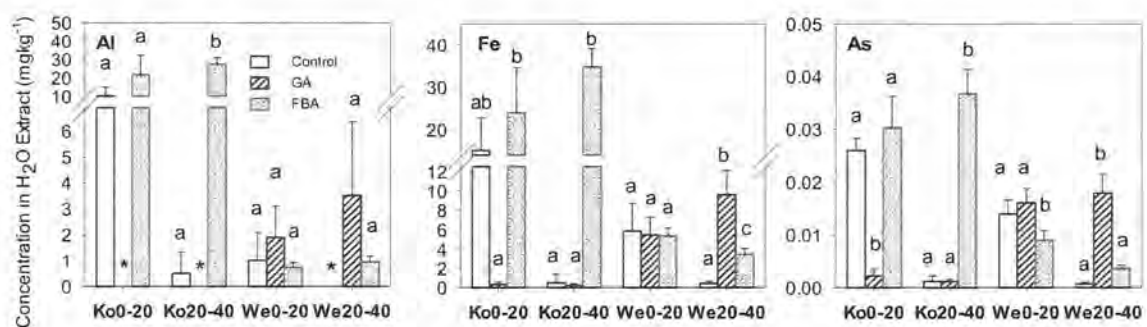 Concentration in H₂O Extract (mgkg⁻¹)
50
40
30
20
10
6
5
4
3
2
1
0
Al
Control
GA
FBA
a
a
*
a
*
b
a
a
a
*
a
a
Ko0-20 Ko20-40 We0-20 We20-40
40
30
20
12
10
8
6
4
2
0
Fe
ab
a
b
a
a
b
a
a
a
a
b
c
Ko0-20 Ko20-40 We0-20 We20-40
0.05
0.04
0.03
0.02
0.01
0.00
As
a
b
a
a
a
b
a
a
b
a
b
a
Ko0-20 Ko20-40 We0-20 We20-40